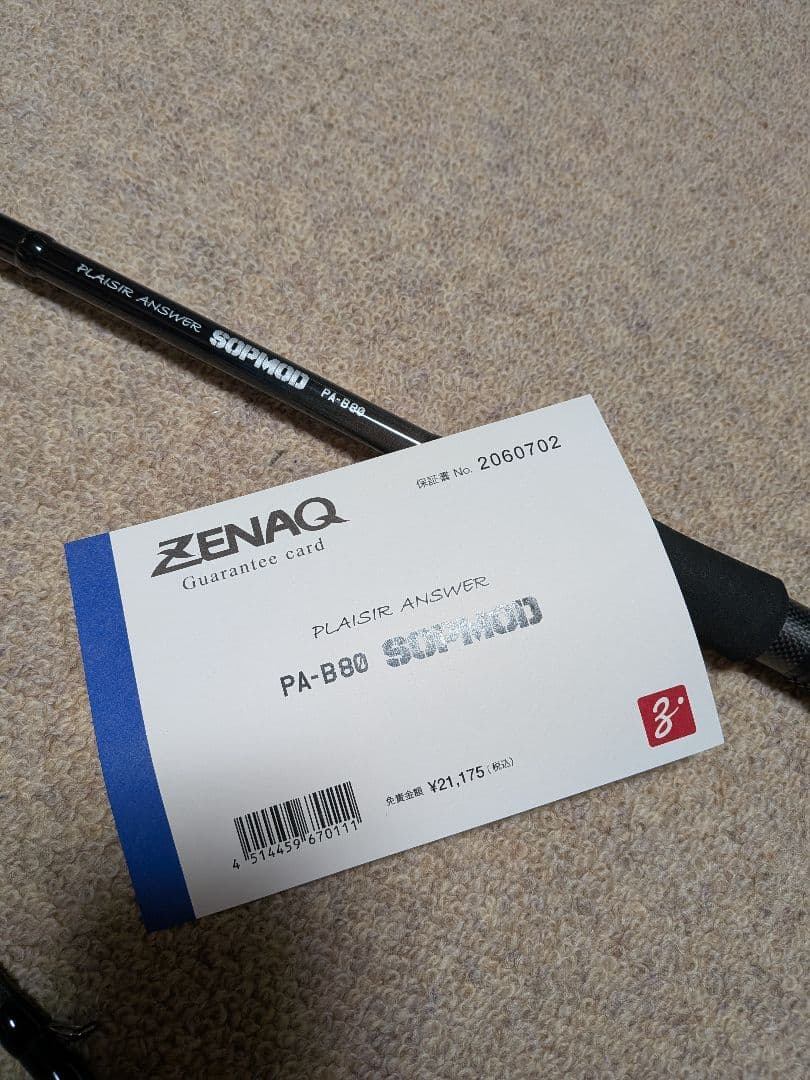 PLAISIR ANSWER SOPMOD PA-B80
保証書 No. 2060702
ZENAQ
Guarantee card
PLAISIR ANSWER
PA-B80 SOPMOD
免責金額 ¥21,175(税込)
4 514459 670111